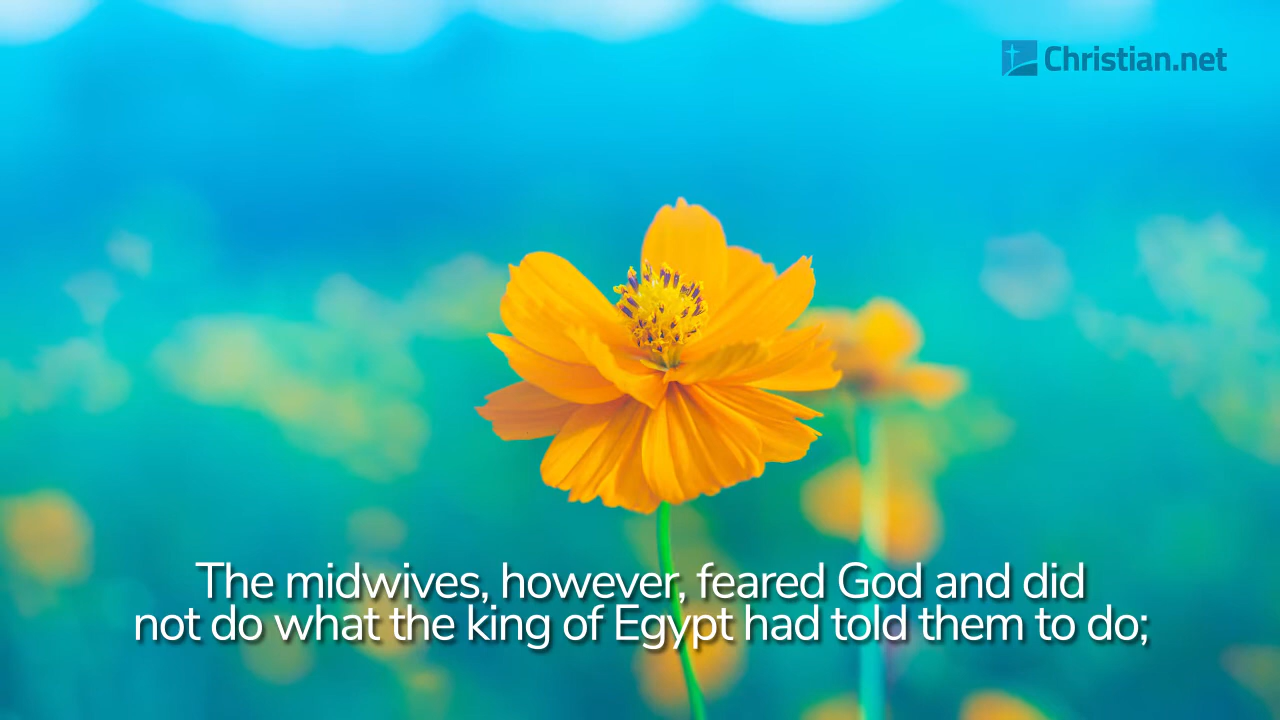 Christian.net
The midwives, however, feared God and did
not do what the king of Egypt had told them to do;